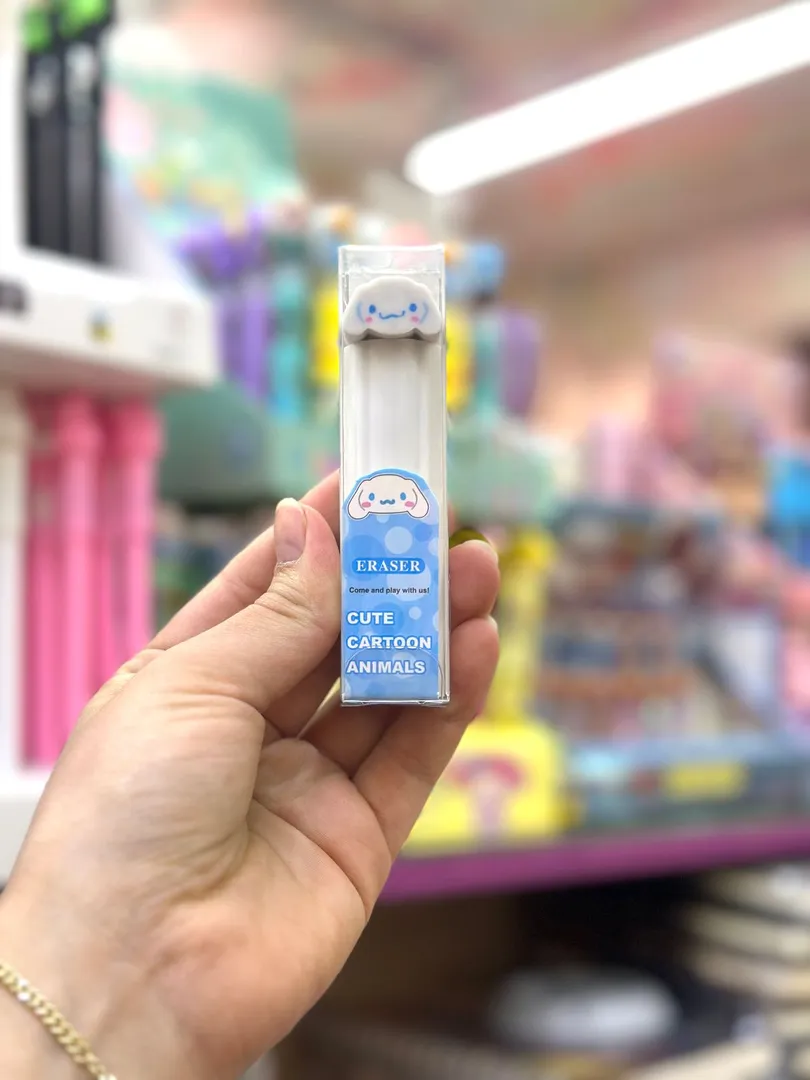 ERASER
Come and play with us!
CUTE
CARTOON
ANIMALS